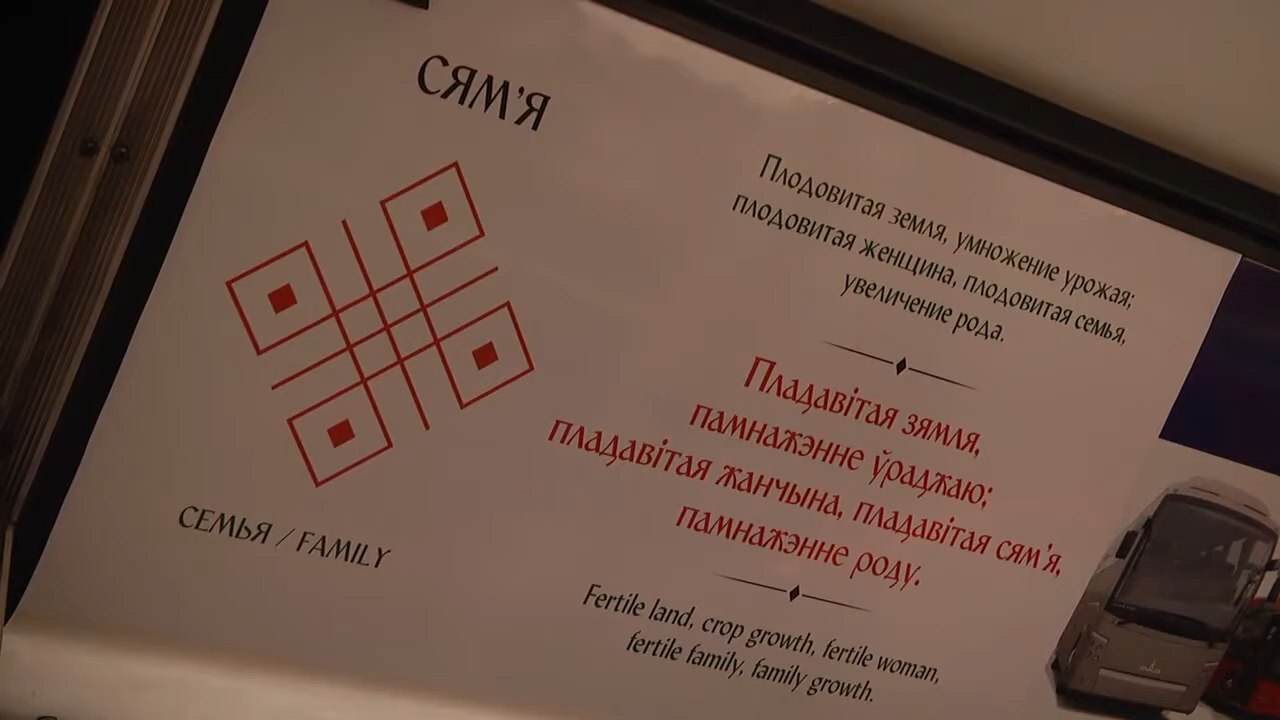 СЯМ'Я
СЕМЬЯ / FAMILY
Плодовитая земля, умножение урожая;
плодовитая женщина, плодовитая семья,
увеличение рода.
Пладавітая зямля,
памнажэнне ўраджаю;
пладавітая жанчына, пладавітая сям'я,
памнажэнне роду.
Fertile land, crop growth, fertile woman,
fertile family, family growth.